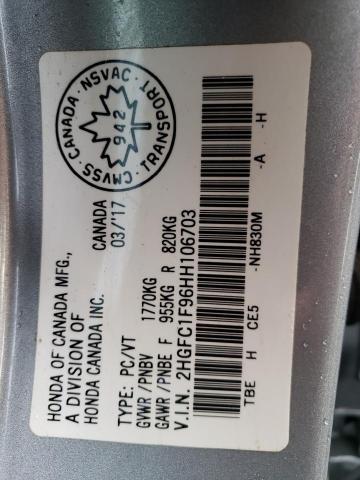 HONDA OF CANADA MFG.,
A DIVISION OF
HONDA CANADA INC.
CANADA
03/'17
CMVSS CANADA · NSVAC · TRANSPORT ·
942
TYPE: PC/VT
GVWR/PNBV 1770KG
GAWR/PNBE F 955KG R 820KG
V.I.N. 2HGFC1F96HH106703
TBE H CE5 -NH830M -A -H